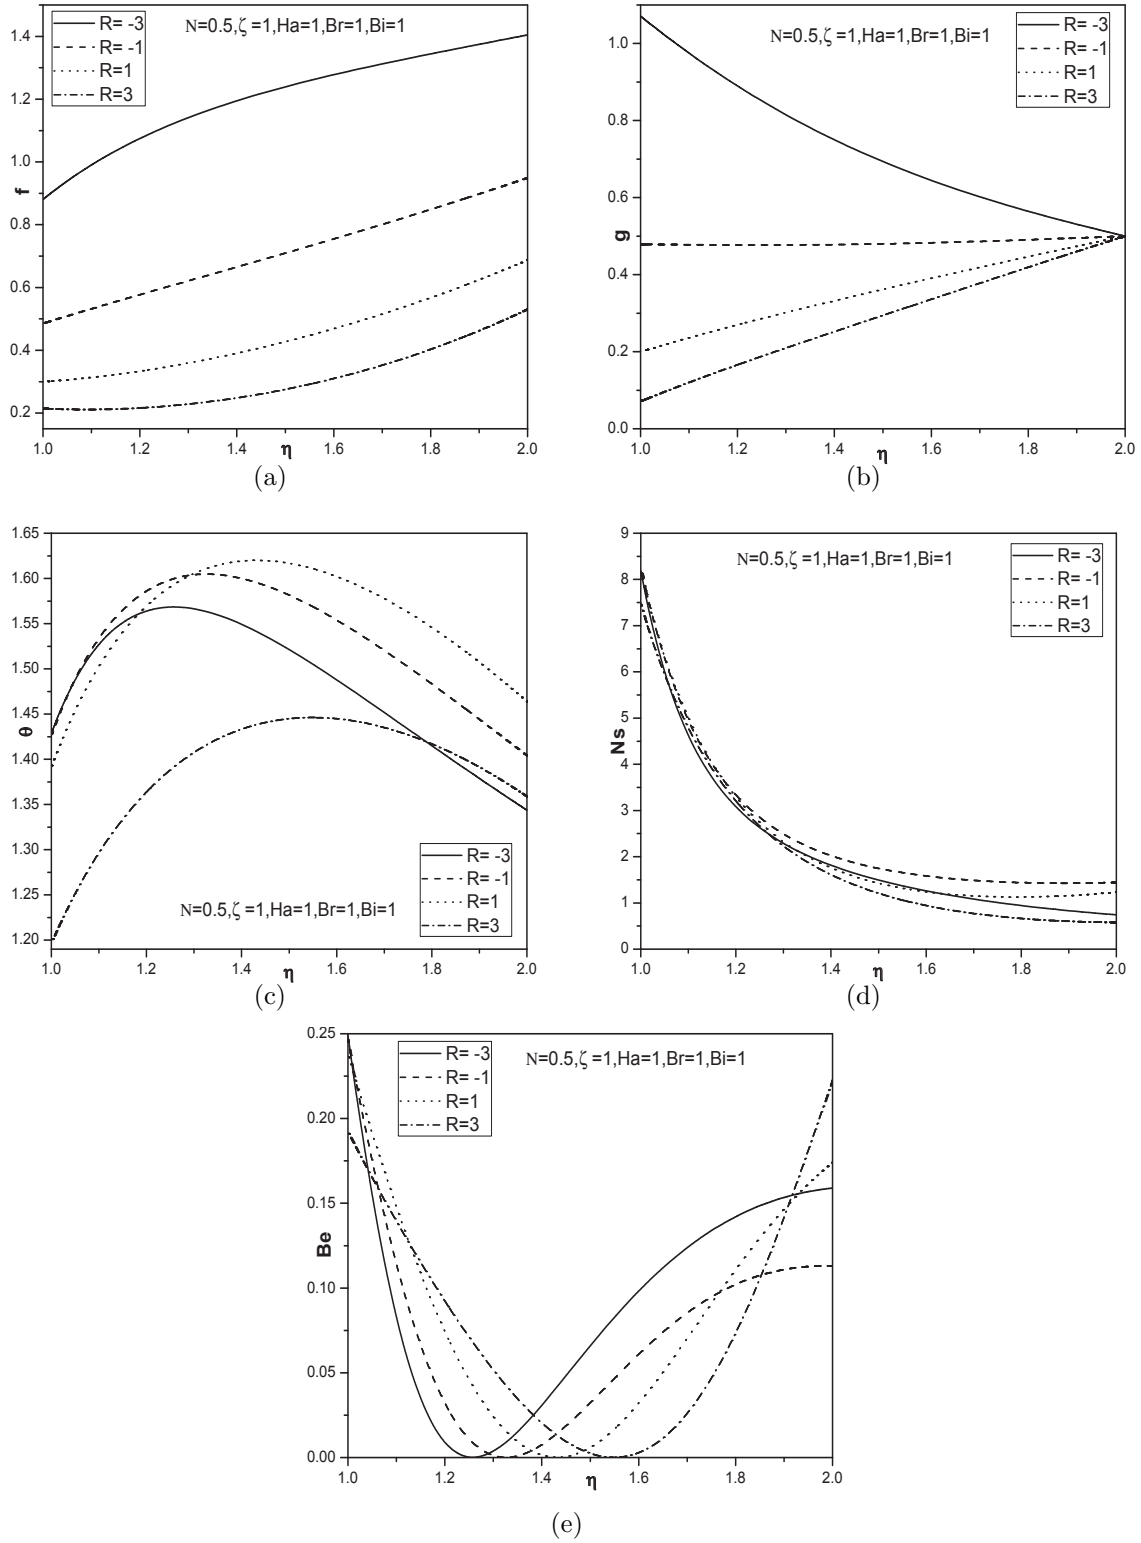 N=0.5,ζ=1,Ha=1,Br=1,Bi=1
R= -3
R= -1
R=1
R=3
f
1.4
1.2
1.0
0.8
0.6
0.4
0.2
1.0 1.2 1.4 1.6 1.8 2.0
η
(a)
N=0.5,ζ=1,Ha=1,Br=1,Bi=1
R= -3
R= -1
R=1
R=3
g
1.0
0.8
0.6
0.4
0.2
0.0
1.0 1.2 1.4 1.6 1.8 2.0
η
(b)
1.65
1.60
1.55
1.50
1.45
1.40
1.35
1.30
1.25
1.20
θ
R= -3
R= -1
R=1
R=3
N=0.5,ζ=1,Ha=1,Br=1,Bi=1
1.0 1.2 1.4 1.6 1.8 2.0
η
(c)
9
8
7
6
5
4
3
2
1
0
Ns
N=0.5,ζ=1,Ha=1,Br=1,Bi=1
R= -3
R= -1
R=1
R=3
1.0 1.2 1.4 1.6 1.8 2.0
η
(d)
0.25
0.20
0.15
0.10
0.05
0.00
Be
R= -3
R= -1
R=1
R=3
N=0.5,ζ=1,Ha=1,Br=1,Bi=1
1.0 1.2 1.4 1.6 1.8 2.0
η
(e)